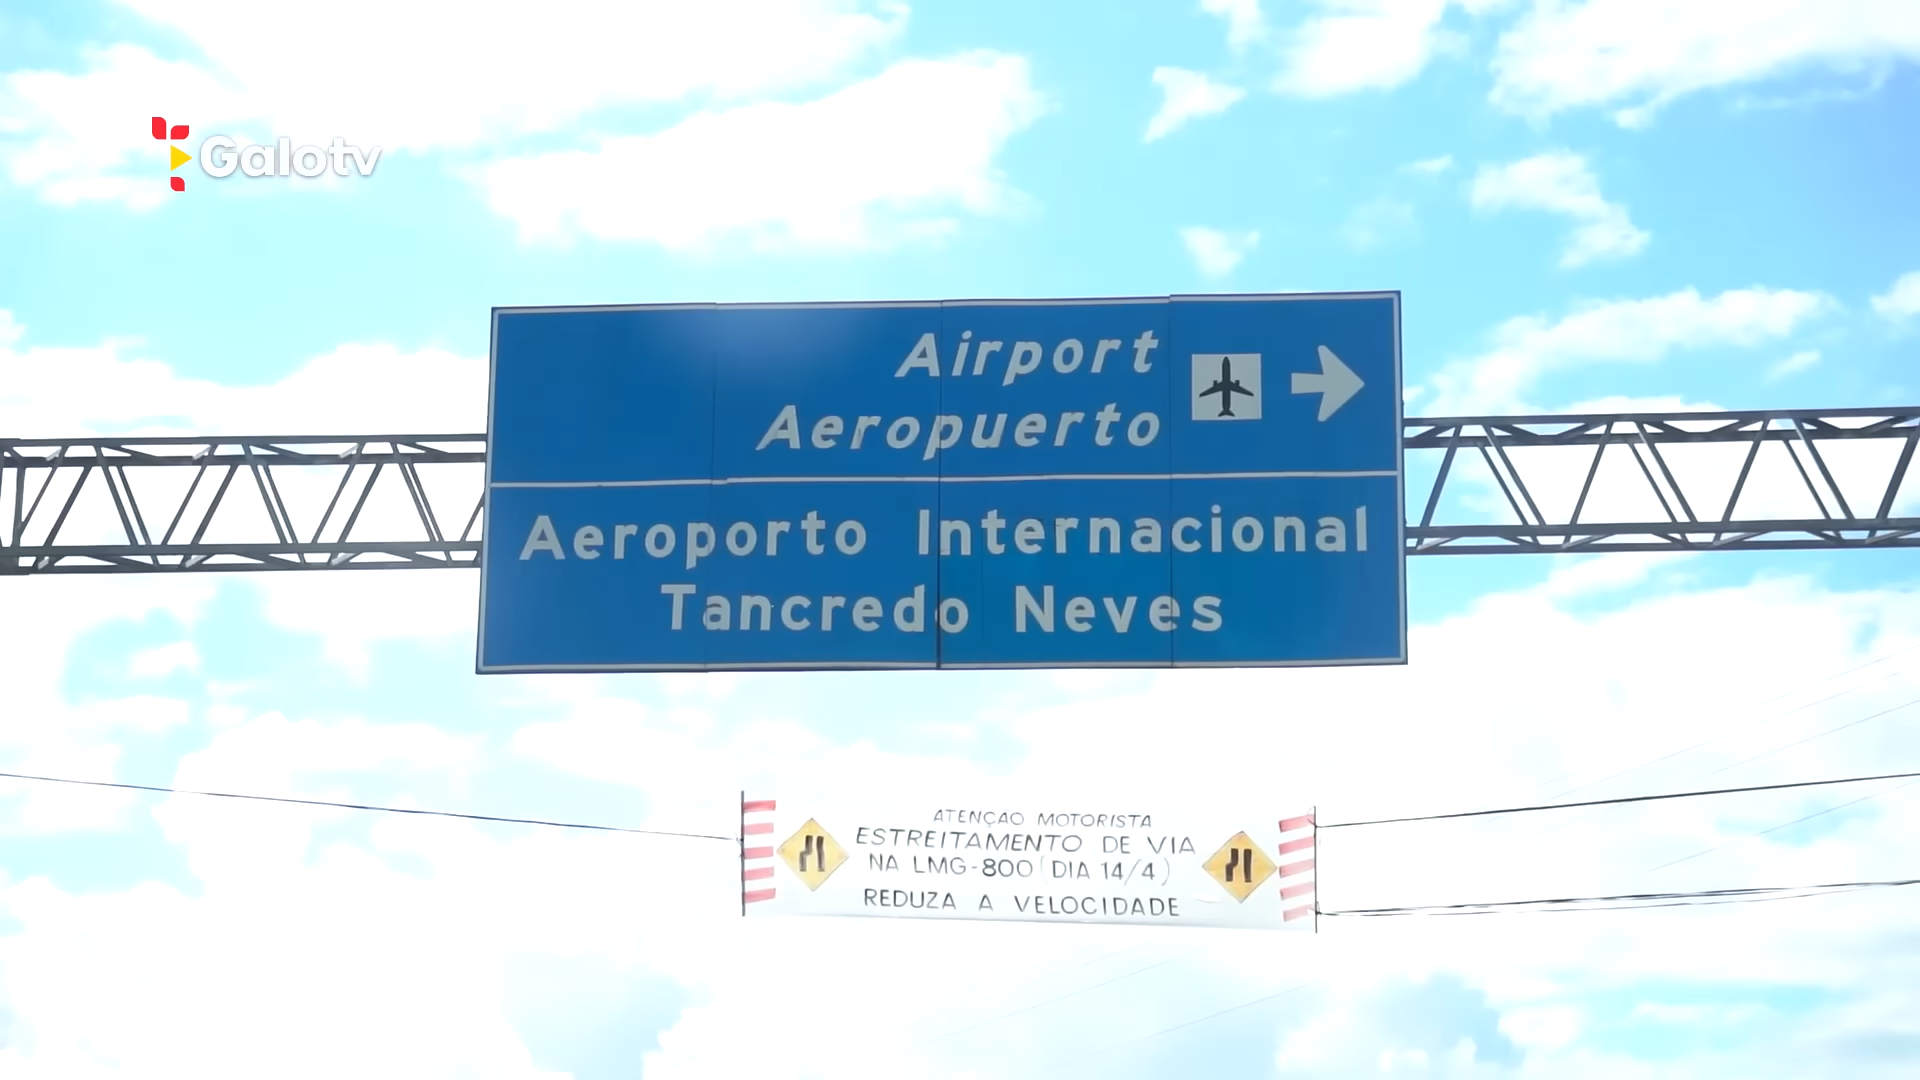 Galotv
Airport
Aeropuerto
Aeroporto Internacional
Tancredo Neves
ATENÇÃO MOTORISTA
ESTREITAMENTO DE VIA
NA LMG-800 (DIA 14/4)
REDUZA A VELOCIDADE